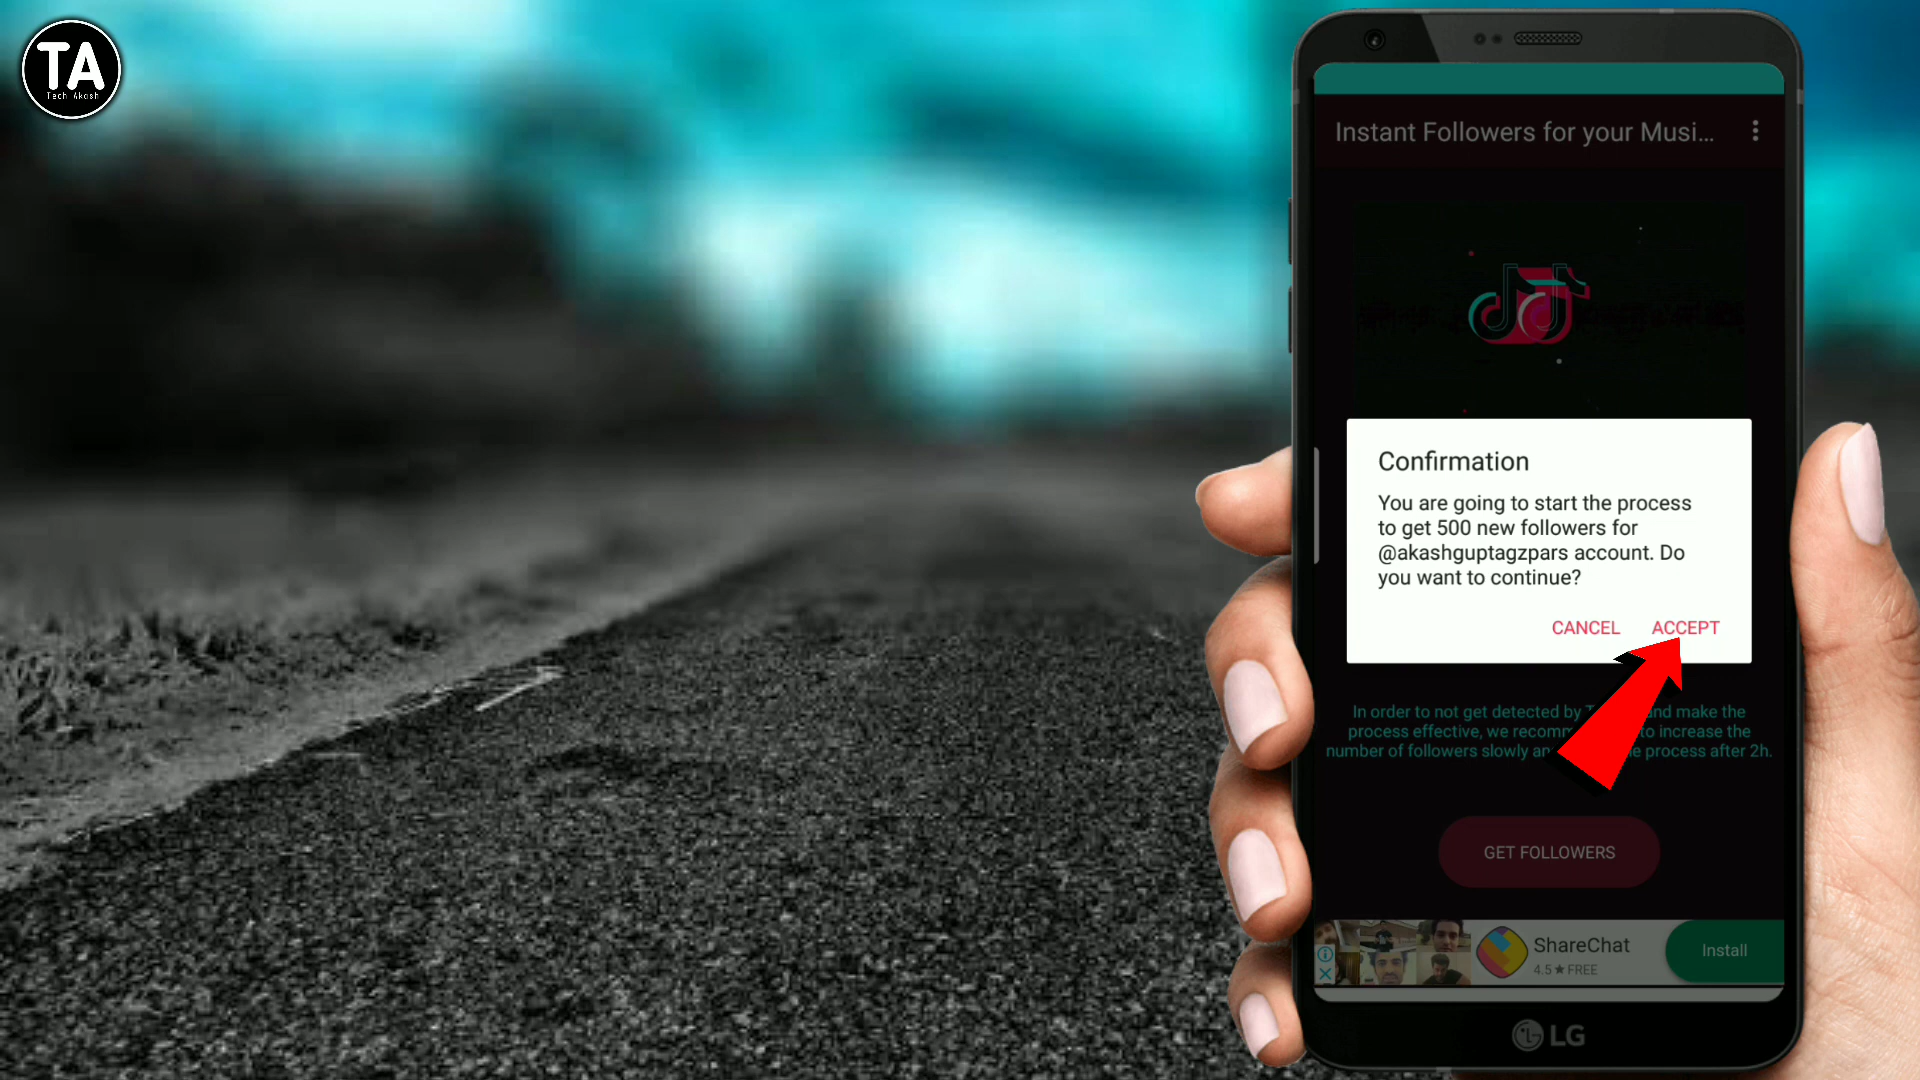 TA
Tech Akash
Instant Followers for your Musi...
Confirmation
You are going to start the process
to get 500 new followers for
@akashguptagzpars account. Do
you want to continue?
CANCEL ACCEPT
In order to not get detected by and make the
process effective, we to increase the
number of followers slowly process after 2h.
GET FOLLOWERS
ShareChat
4.5★FREE
Install
LG